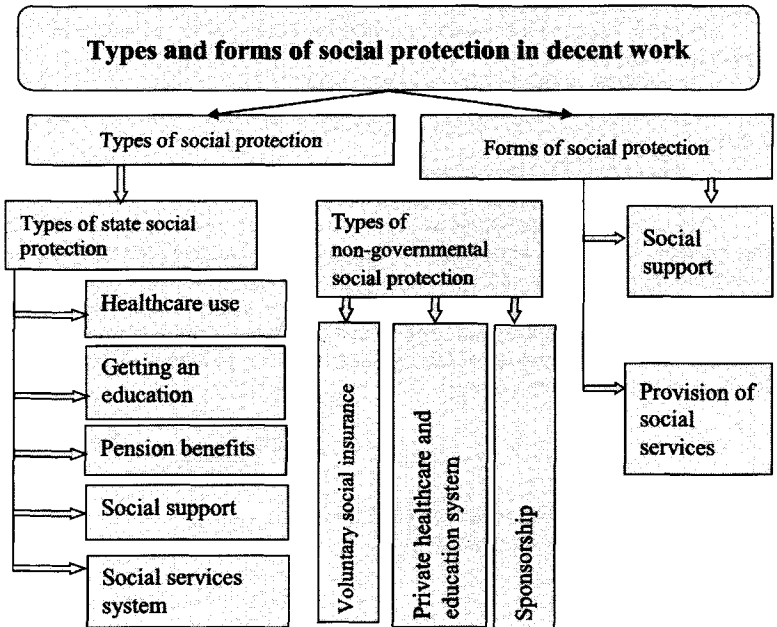 Types and forms of social protection in decent work
Types of social protection
Forms of social protection
Types of state social
protection
Types of
non-governmental
social protection
Social
support
Healthcare use
Getting an
education
Pension benefits
Social support
Social services
system
Voluntary social insurance
Private healthcare and
education system
Sponsorship
Provision of
social
services